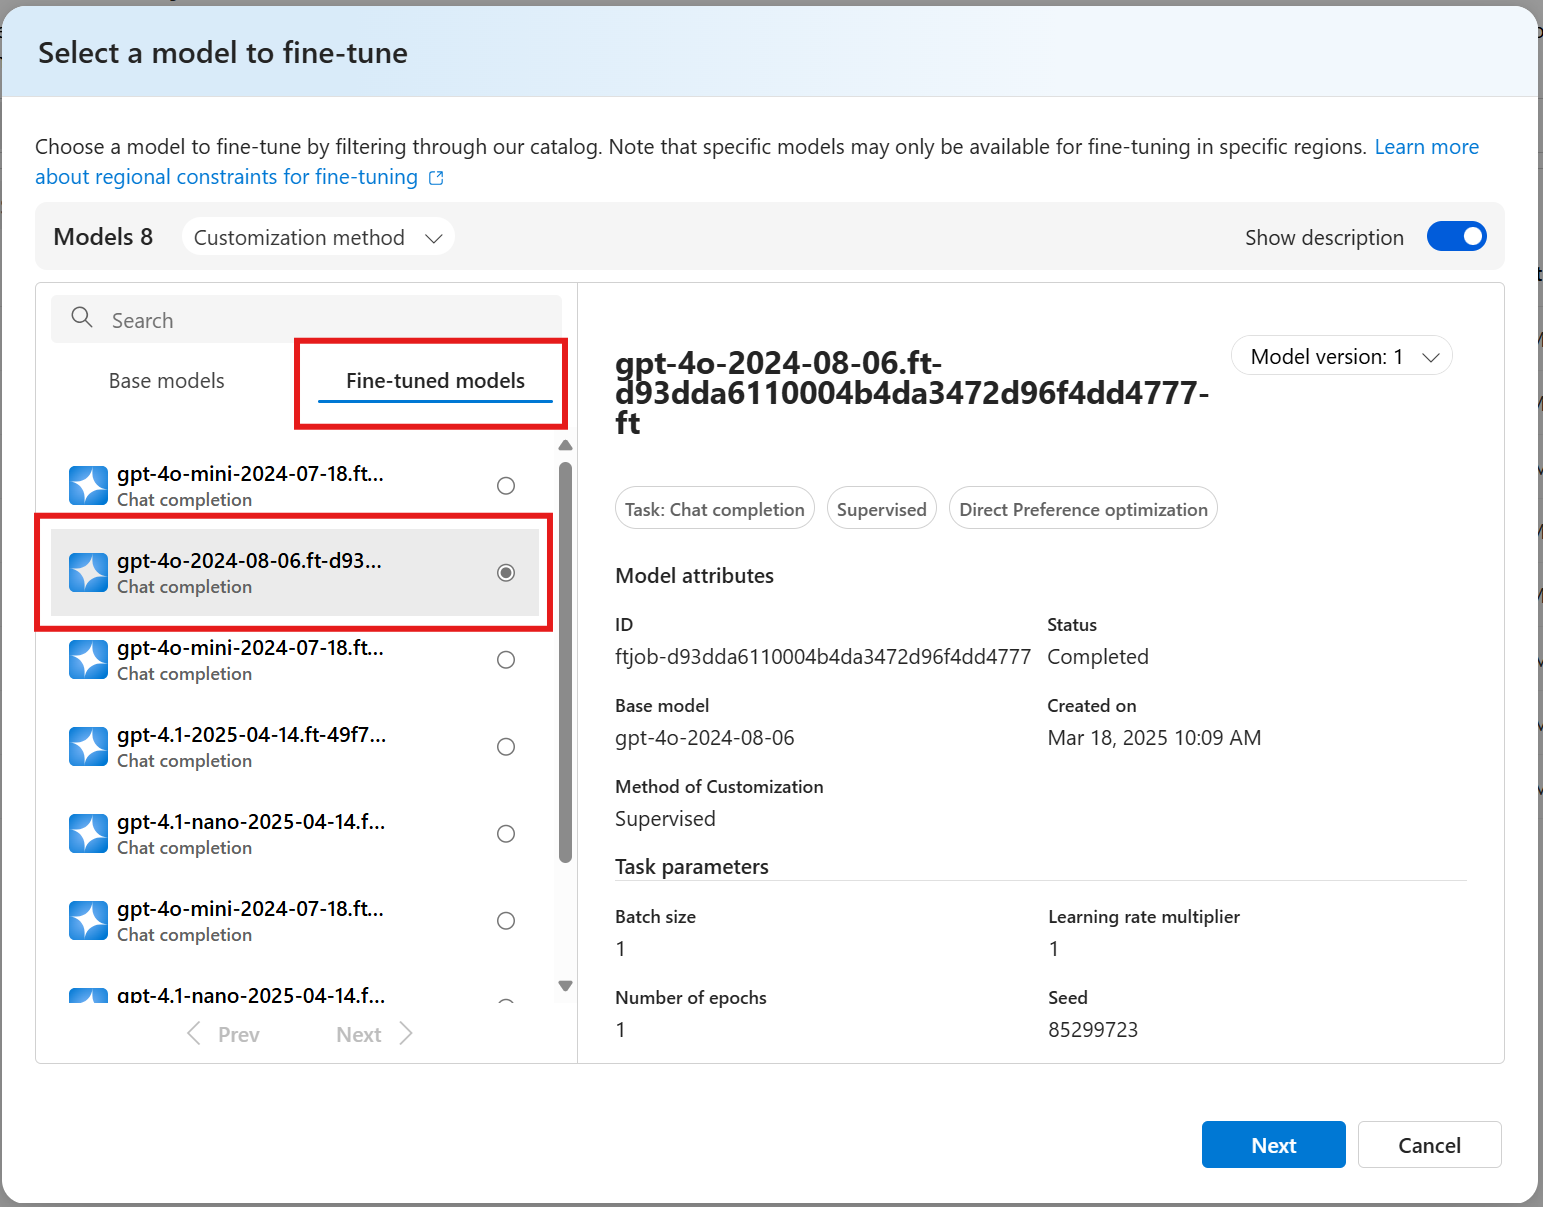 Select a model to fine-tune
Choose a model to fine-tune by filtering through our catalog. Note that specific models may only be available for fine-tuning in specific regions. Learn more
about regional constraints for fine-tuning
Models 8
Customization method
Show description
Search
Base models
Fine-tuned models
gpt-4o-mini-2024-07-18.ft...
Chat completion
gpt-4o-2024-08-06.ft-d93...
Chat completion
gpt-4o-mini-2024-07-18.ft...
Chat completion
gpt-4.1-2025-04-14.ft-49f7...
Chat completion
gpt-4.1-nano-2025-04-14.f...
Chat completion
gpt-4o-mini-2024-07-18.ft...
Chat completion
gpt-4.1-nano-2025-04-14.f...
Prev
Next
gpt-4o-2024-08-06.ft-
d93dda6110004b4da3472d96f4dd4777-
ft
Model version: 1
Task: Chat completion
Supervised
Direct Preference optimization
Model attributes
ID
ftjob-d93dda6110004b4da3472d96f4dd4777
Status
Completed
Base model
gpt-4o-2024-08-06
Created on
Mar 18, 2025 10:09 AM
Method of Customization
Supervised
Task parameters
Batch size
1
Learning rate multiplier
1
Number of epochs
1
Seed
85299723
Next
Cancel